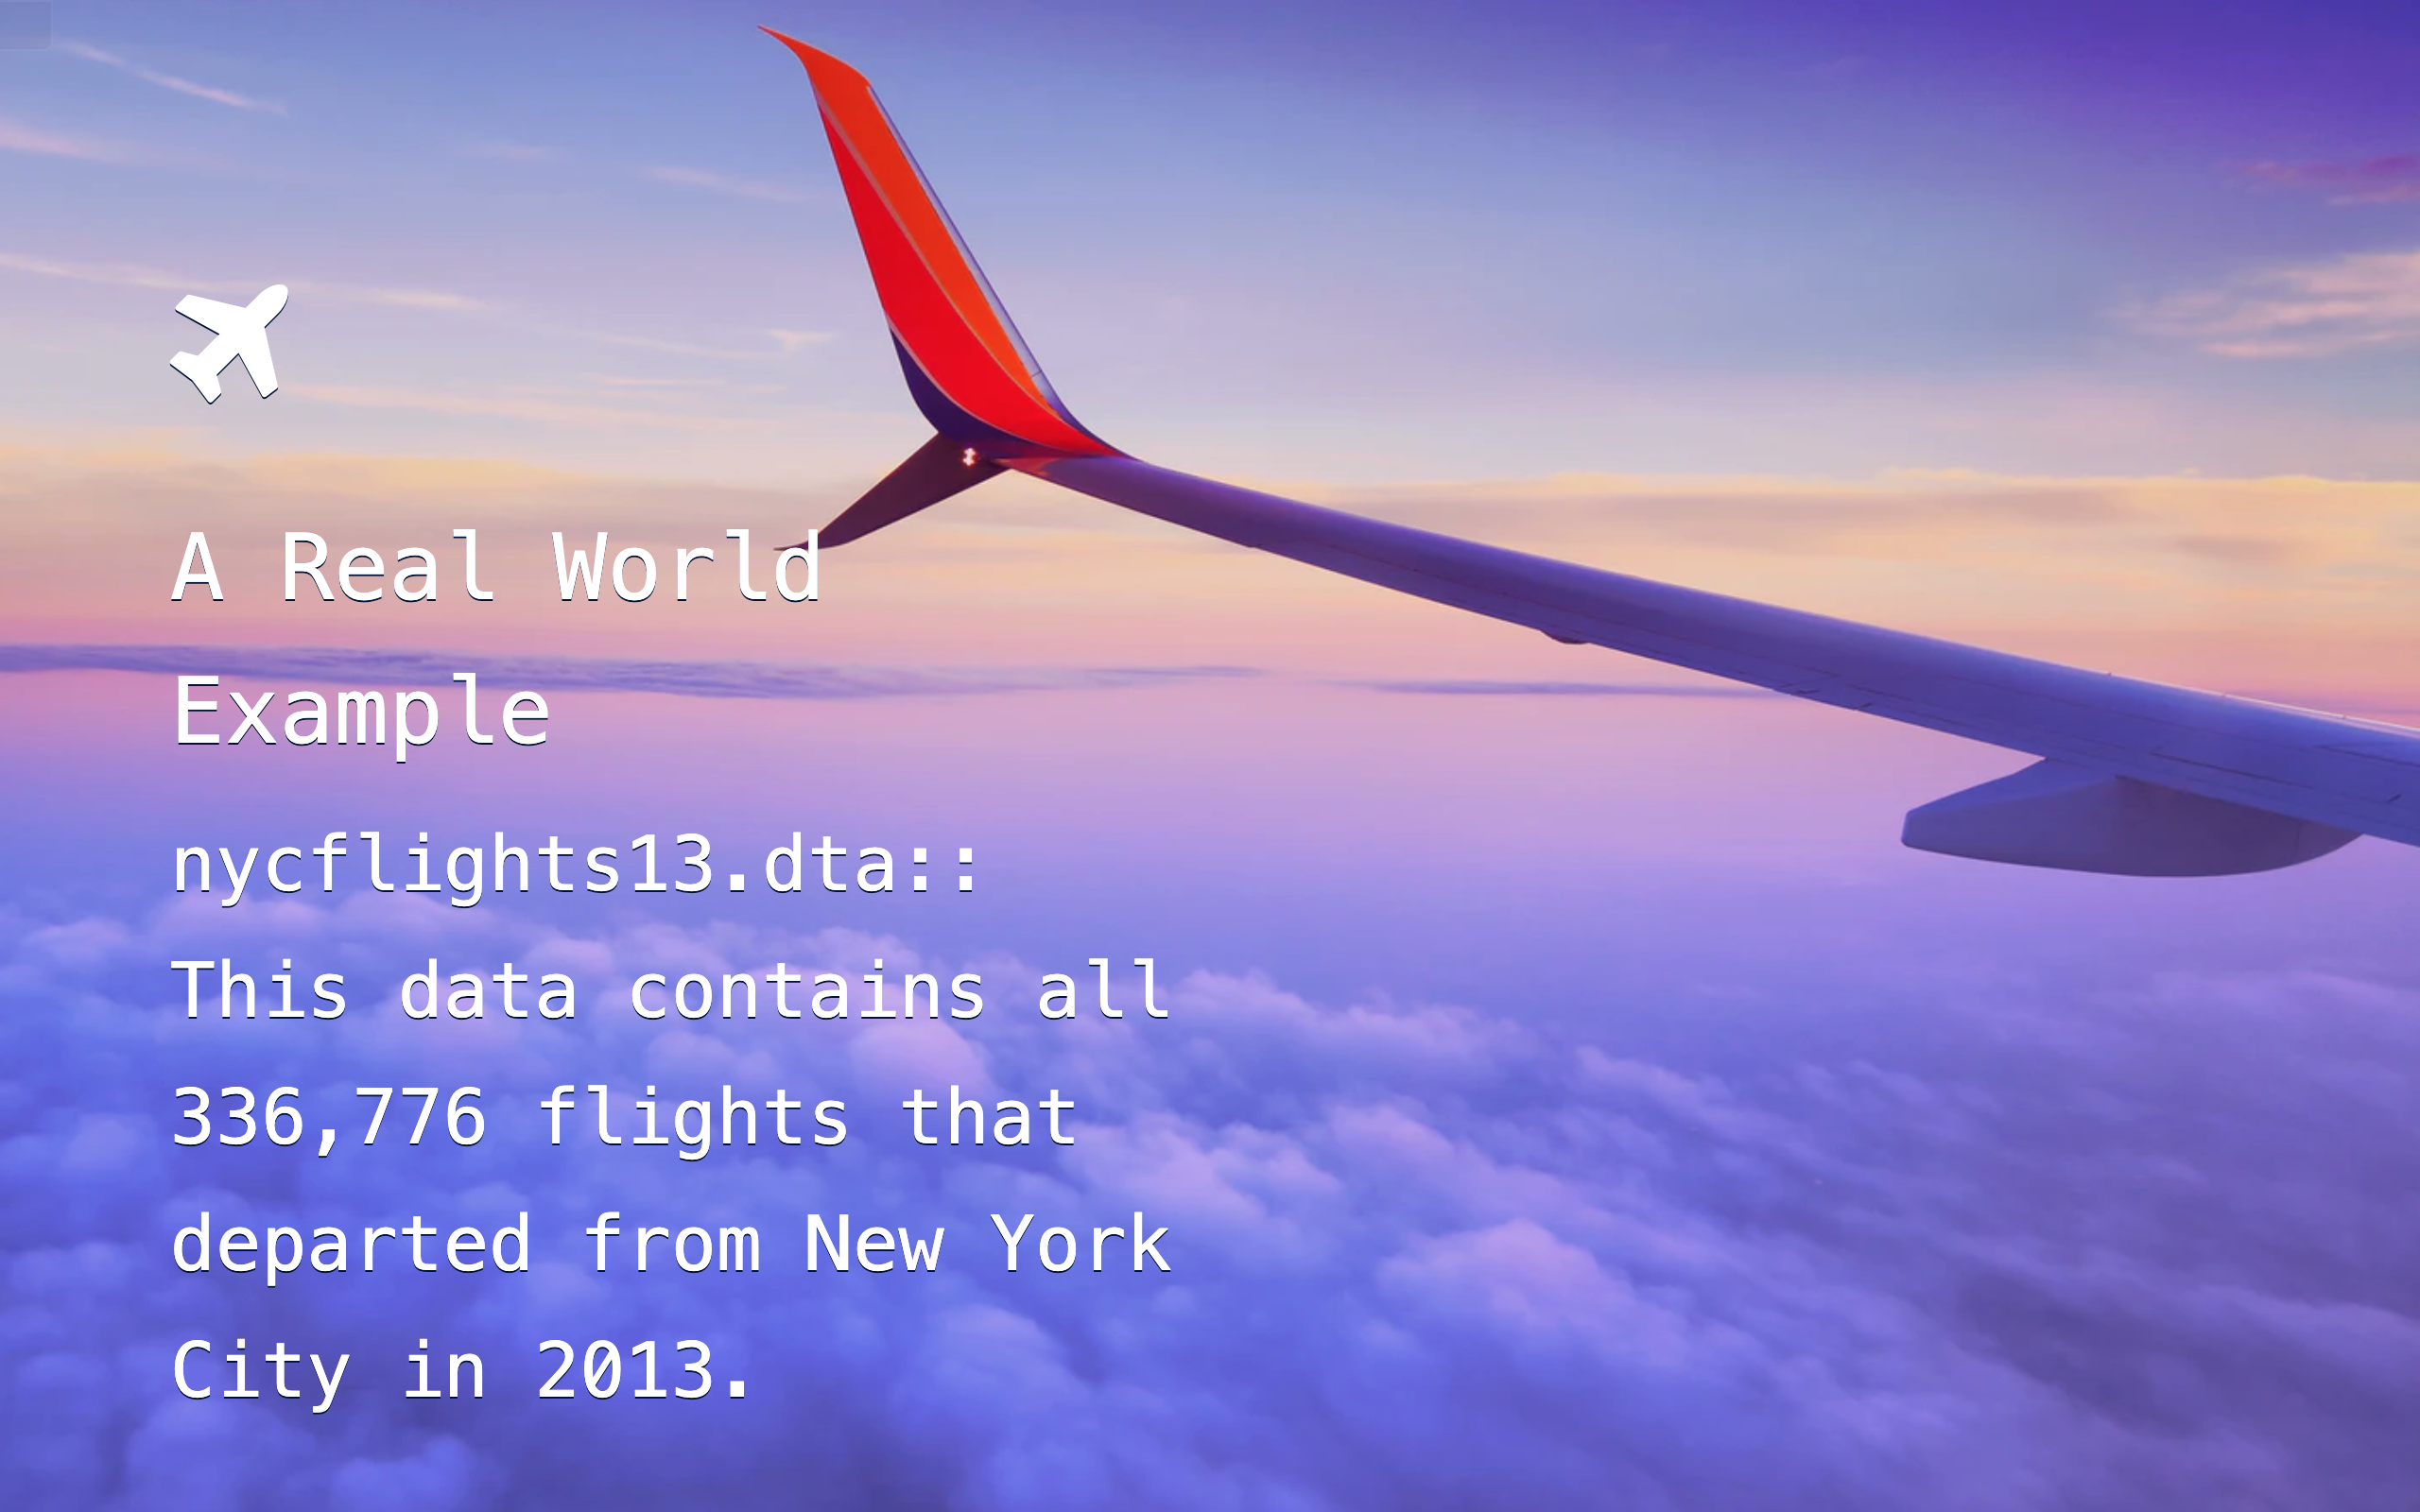 A Real World
Example
nycflights13.dta::
This data contains all
336,776 flights that
departed from New York
City in 2013.